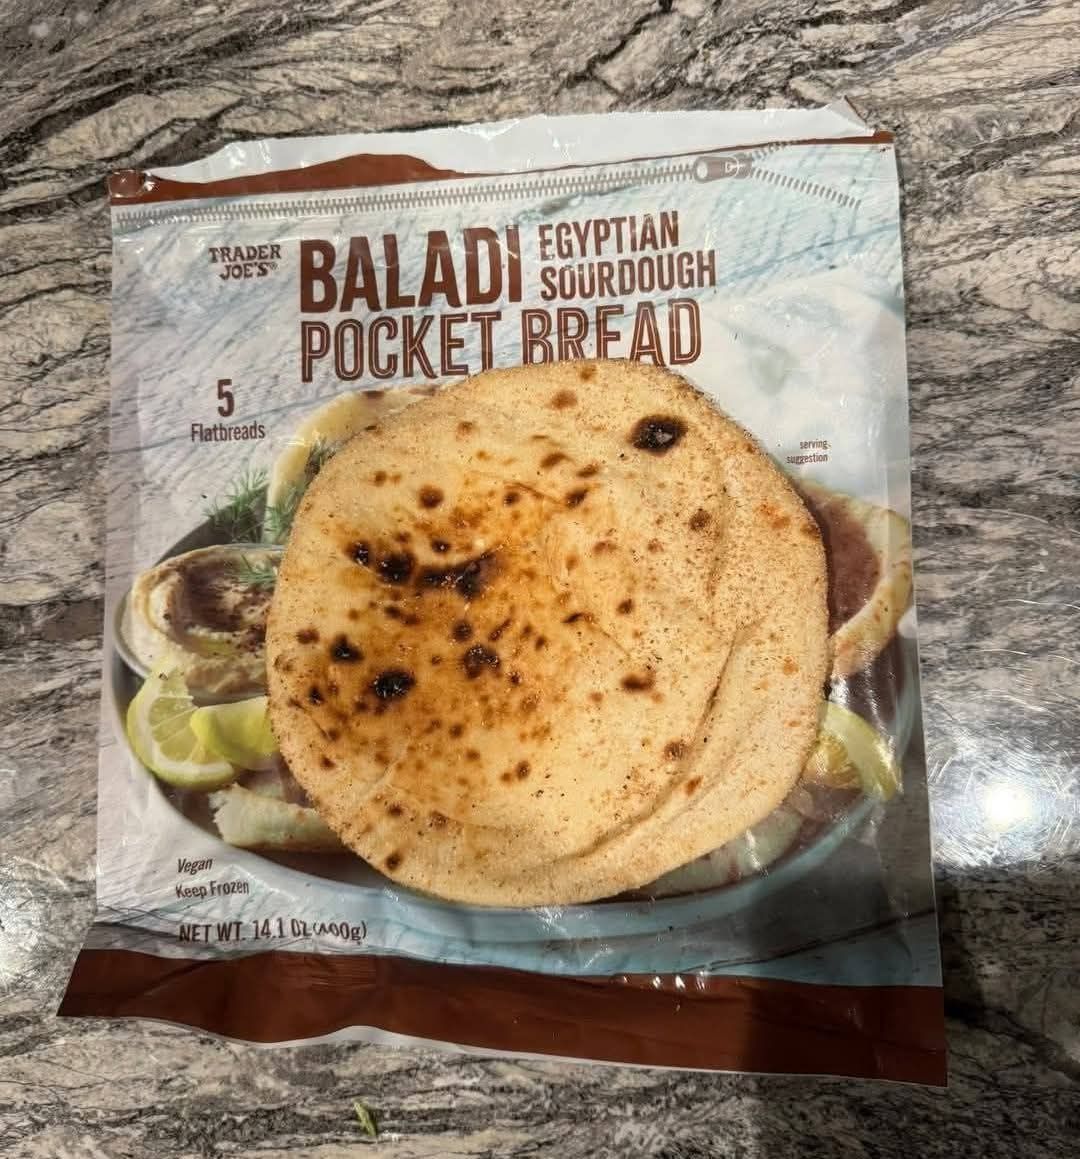 TRADER
JOE'S®
BALADI
EGYPTIAN
SOURDOUGH
POCKET BREAD
5
Flatbreads
serving
suggestion
Vegan
Keep Frozen
NET WT. 14.1 OZ (400g)